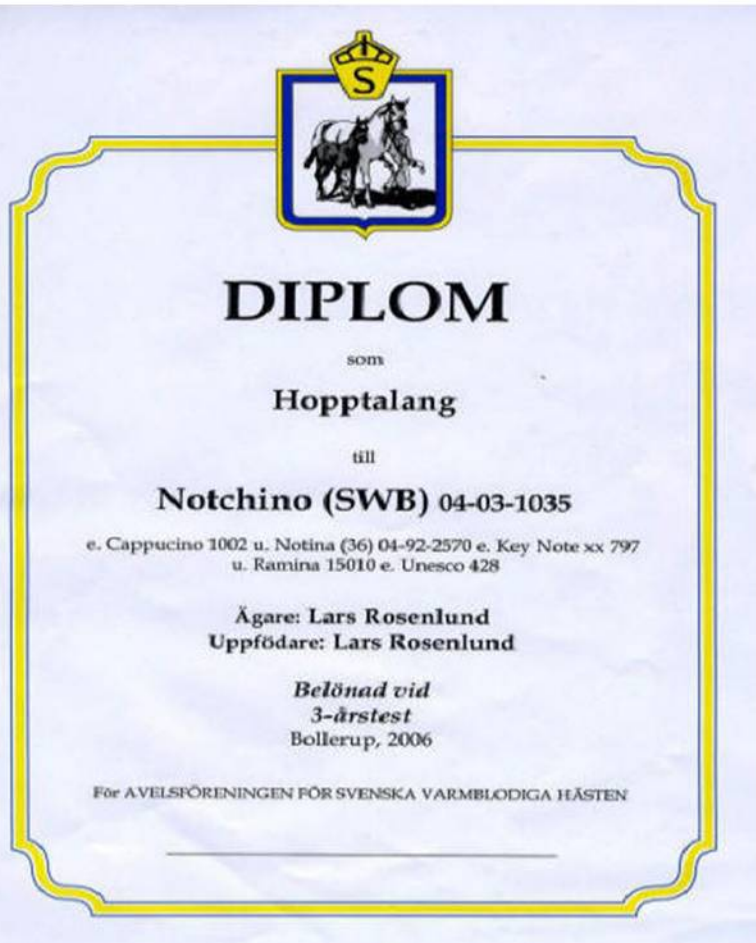 S
DIPLOM
som
Hopptalang
till
Notchino (SWB) 04-03-1035
e. Cappucino 1002 u. Notina (36) 04-92-2570 e. Key Note xx 797
u. Ramina 15010 e. Unesco 428
Ägare: Lars Rosenlund
Uppfödare: Lars Rosenlund
Belönad vid
3-årstest
Bollerup, 2006
För AVELSFÖRENINGEN FÖR SVENSKA VARMBLODIGA HÄSTEN